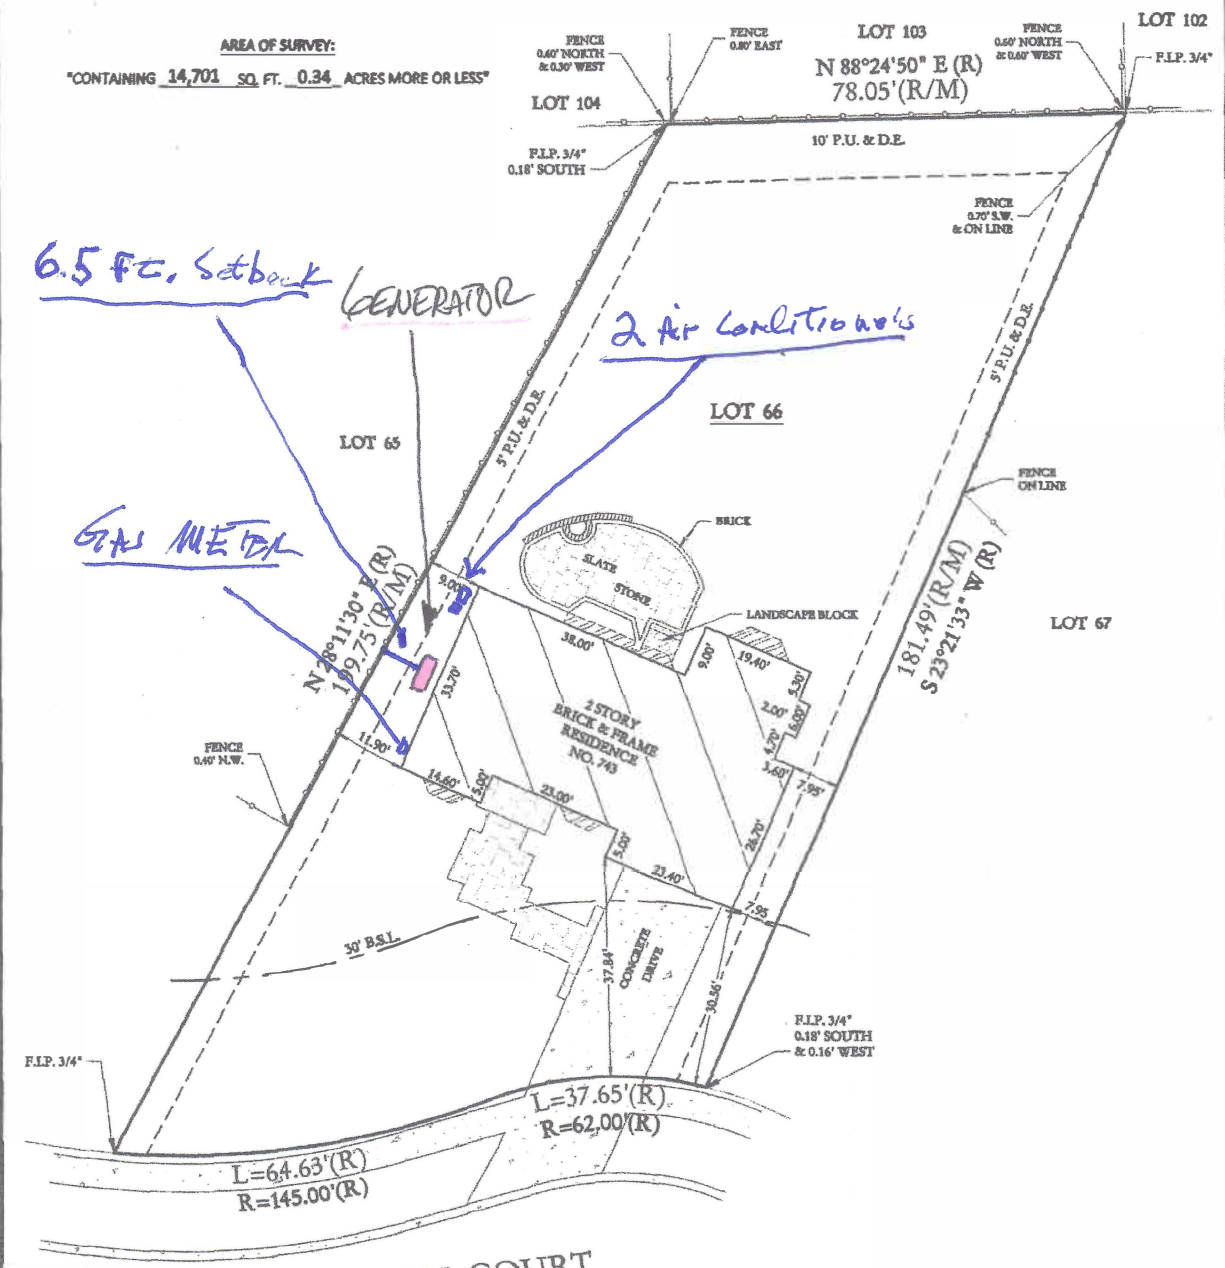 AREA OF SURVEY:
"CONTAINING 14,701 SQ. FT. 0.34 ACRES MORE OR LESS"
FENCE
0.60' NORTH
& 0.30' WEST
FENCE
0.80' EAST
LOT 103
N 88°24'50" E (R)
78.05'(R/M)
FENCE
0.60' NORTH
& 0.60' WEST
LOT 102
F.I.P. 3/4"
LOT 104
F.I.P. 3/4"
0.18' SOUTH
10' P.U. & D.E.
FENCE
0.70' S.W.
& ON LINE
6.5 Ft. Setback
GENERATOR
2 Air Conditioners
5' P.U. & D.E.
5' P.U. & D.E.
LOT 66
LOT 65
FENCE
ON LINE
GAS METER
BRICK
SLATE
STONE
LANDSCAPE BLOCK
LOT 67
N 28°11'30" E (R)
199.75'(R/M)
181.49'(R/M)
S 23°21'33" W (R)
9.00'
38.00'
9.00'
19.40'
5.30'
2.00'
6.00'
4.70'
3.60'
7.95'
33.70'
2 STORY
BRICK & FRAME
RESIDENCE
NO. 743
FENCE
0.40' N.W.
11.90'
14.60'
5.00'
23.00'
5.00'
23.40'
26.70'
7.95
30' B.S.L.
37.84'
CONCRETE
DRIVE
30.56'
F.I.P. 3/4"
0.18' SOUTH
& 0.16' WEST
F.I.P. 3/4"
L=37.65'(R)
R=62.00'(R)
L=64.63'(R)
R=145.00'(R)
COURT